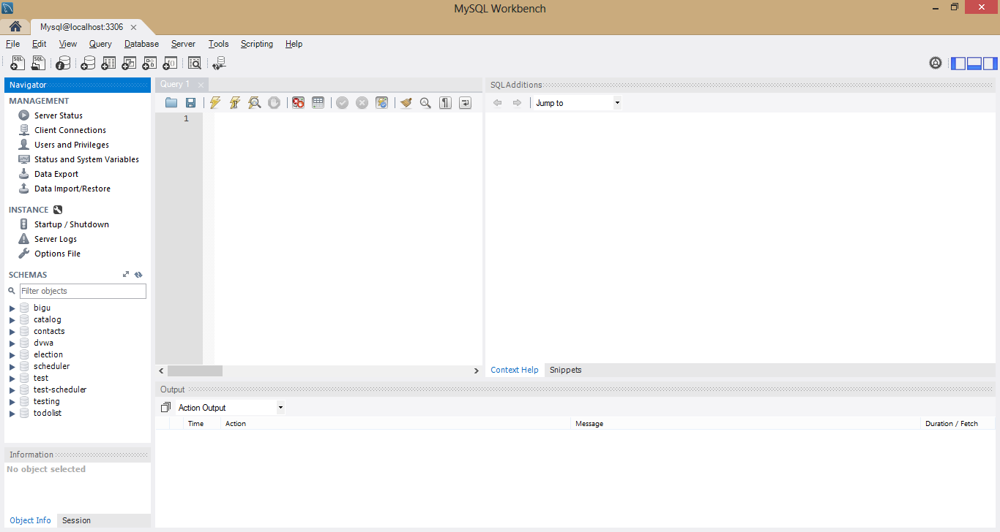 MySQL Workbench
Mysql@localhost:3306
File Edit View Query Database Server Tools Scripting Help
Navigator
MANAGEMENT
Server Status
Client Connections
Users and Privileges
Status and System Variables
Data Export
Data Import/Restore
INSTANCE
Startup / Shutdown
Server Logs
Options File
SCHEMAS
Filter objects
bigu
catalog
contacts
dvwa
election
scheduler
test
test-scheduler
testing
todolist
Information
No object selected
Object Info Session
Query 1
1
SQLAdditions
Jump to
Context Help Snippets
Output
Action Output
Time Action Message Duration / Fetch